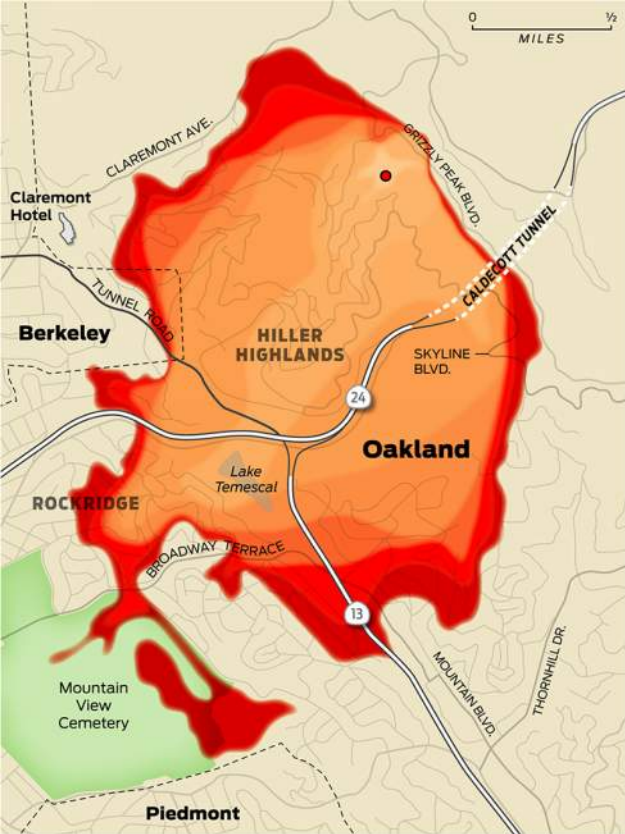 0
½
MILES
CLAREMONT AVE.
GRIZZLY PEAK BLVD.
Claremont
Hotel
CALDECOTT TUNNEL
TUNNEL ROAD
Berkeley
HILLER
HIGHLANDS
SKYLINE
BLVD.
24
Oakland
Lake
Temescal
ROCKRIDGE
BROADWAY TERRACE
13
MOUNTAIN BLVD.
THORNHILL DR.
Mountain
View
Cemetery
Piedmont